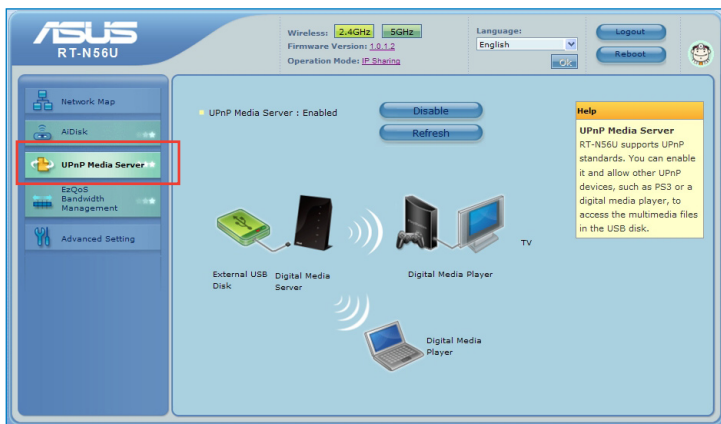 ASUS
RT-N56U
Wireless: 2.4GHz 5GHz
Firmware Version: 1.0.1.2
Operation Mode: IP Sharing
Language:
English
OK
Logout
Reboot
Network Map
AiDisk
UPnP Media Server
EzQoS
Bandwidth
Management
Advanced Setting
UPnP Media Server : Enabled
Disable
Refresh
External USB
Disk
Digital Media
Server
Digital Media Player
TV
Digital Media
Player
Help
UPnP Media Server
RT-N56U supports UPnP
standards. You can enable
it and allow other UPnP
devices, such as PS3 or a
digital media player, to
access the multimedia files
in the USB disk.